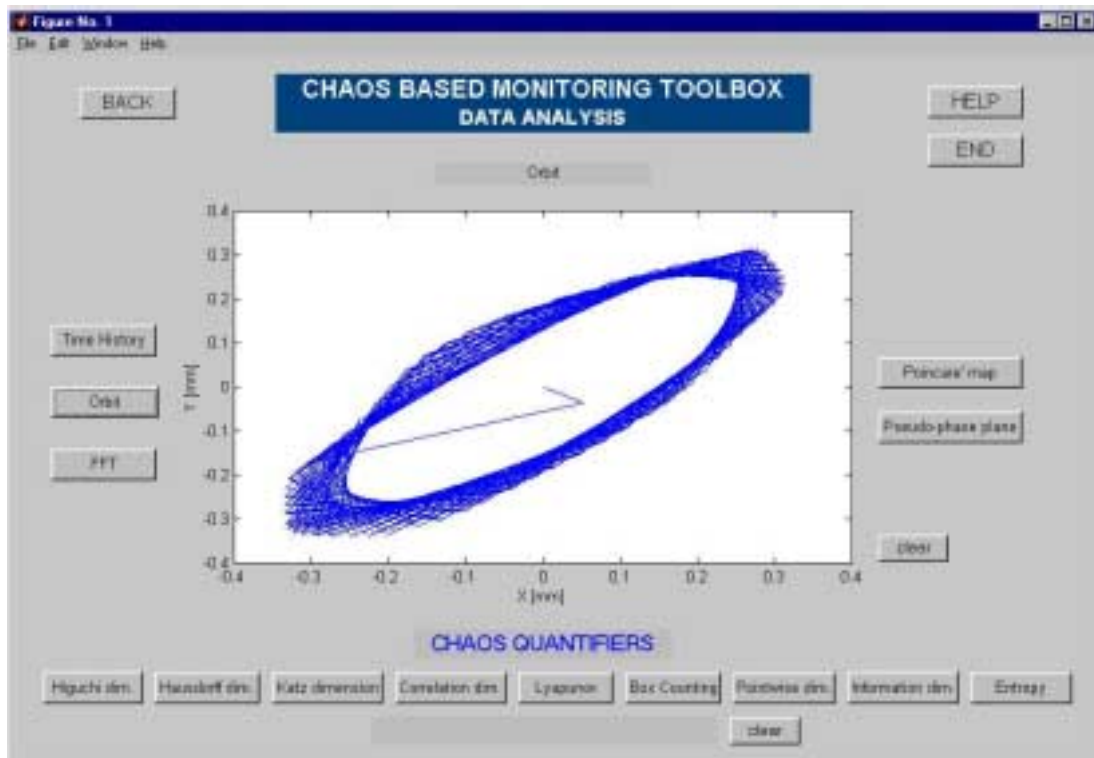 Figure No. 1
File Edit Window Help
CHAOS BASED MONITORING TOOLBOX
DATA ANALYSIS
BACK
HELP
END
Orbit
0.4
0.3
0.2
0.1
0
-0.1
-0.2
-0.3
-0.4
Y [mm]
-0.4 -0.3 -0.2 -0.1 0 0.1 0.2 0.3 0.4
X [mm]
Time History
Orbit
FFT
Poincare' map
Pseudo-phase plane
clear
CHAOS QUANTIFIERS
Higuchi dim. Hausdorff dim. Katz dimension Correlation dim. Lyapunov Box Counting Pointwise dim. Information dim. Entropy
clear